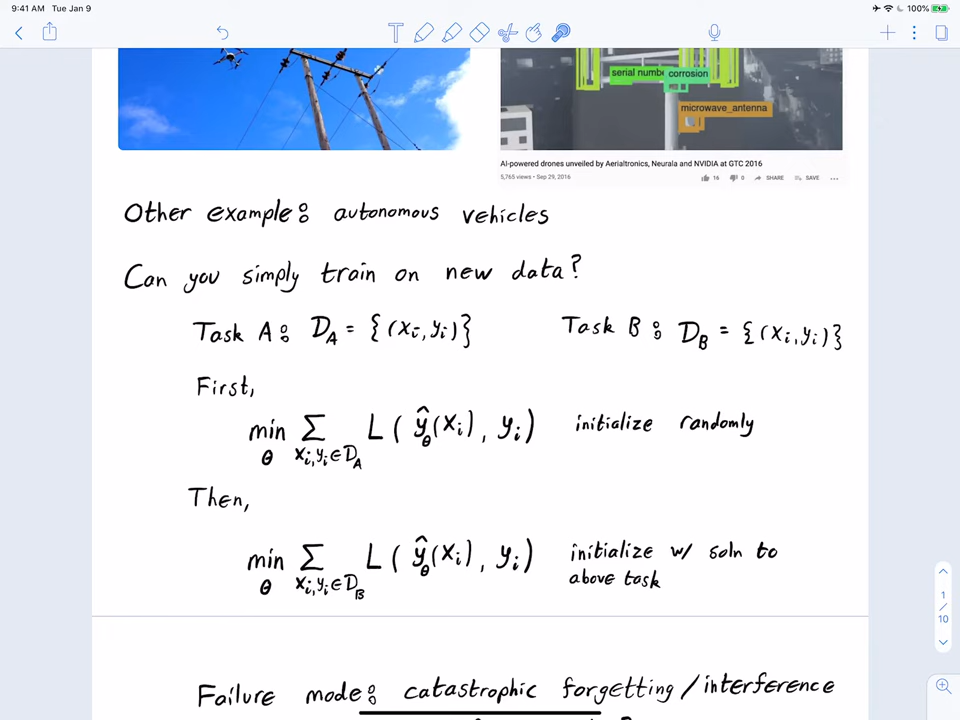 9:41 AM Tue Jan 9
100%
serial numbe corrosion
microwave_antenna
AI-powered drones unveiled by Aerialtronics, Neurala and NVIDIA at GTC 2016
5,765 views • Sep 29, 2016
16 0 SHARE SAVE ...
Other example: autonomous vehicles
Can you simply train on new data?
Task A: D_A = {(x_i, y_i)} Task B: D_B = {(x_i, y_i)}
First,
min_θ Σ_{x_i, y_i ∈ D_A} L( ŷ_θ(x_i), y_i) initialize randomly
Then,
min_θ Σ_{x_i, y_i ∈ D_B} L( ŷ_θ(x_i), y_i) initialize w/ soln to
above task
1
/
10
Failure mode: catastrophic forgetting / interference